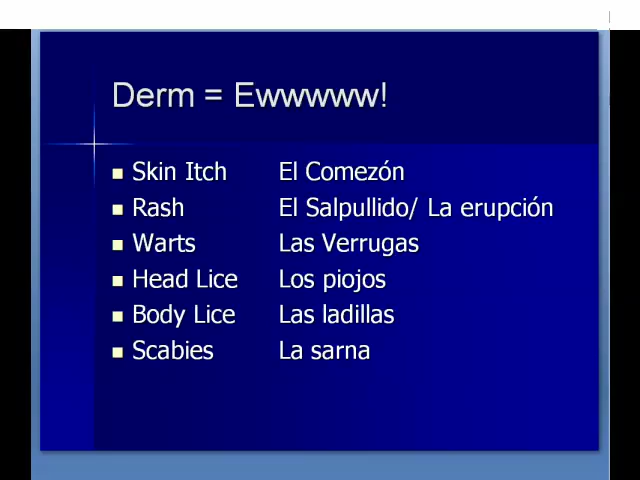 Derm = Ewwwww!
Skin Itch El Comezón
Rash El Salpullido/ La erupción
Warts Las Verrugas
Head Lice Los piojos
Body Lice Las ladillas
Scabies La sarna